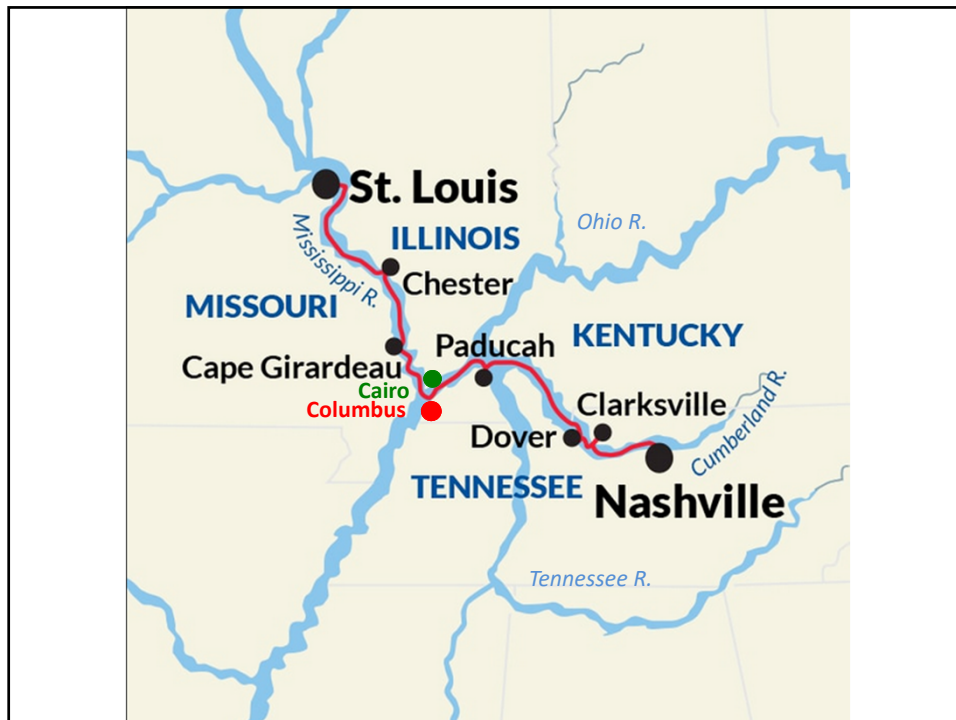 St. Louis
Ohio R.
Mississippi R.
ILLINOIS
Chester
MISSOURI
KENTUCKY
Paducah
Cape Girardeau
Cairo
Columbus
Clarksville
Cumberland R.
Dover
TENNESSEE
Nashville
Tennessee R.